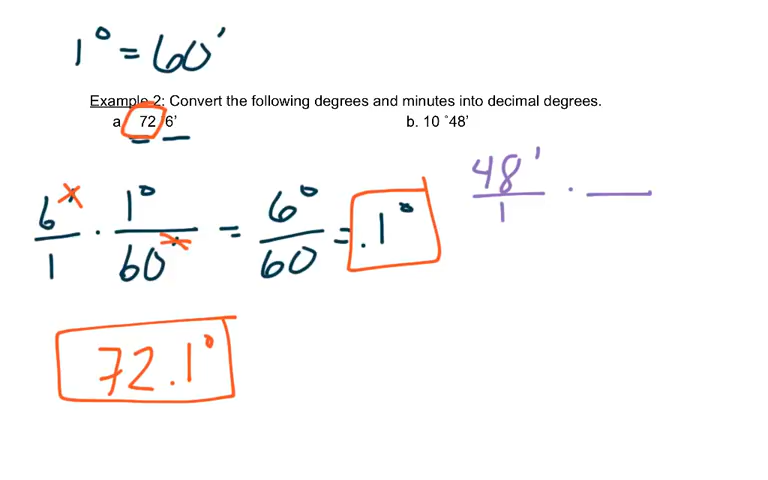 1° = 60'
Example 2: Convert the following degrees and minutes into decimal degrees.
a 72 6' b. 10 °48'
6'/1 · 1°/60' = 6°/60 = .1° 48'/1 ·
72.1°